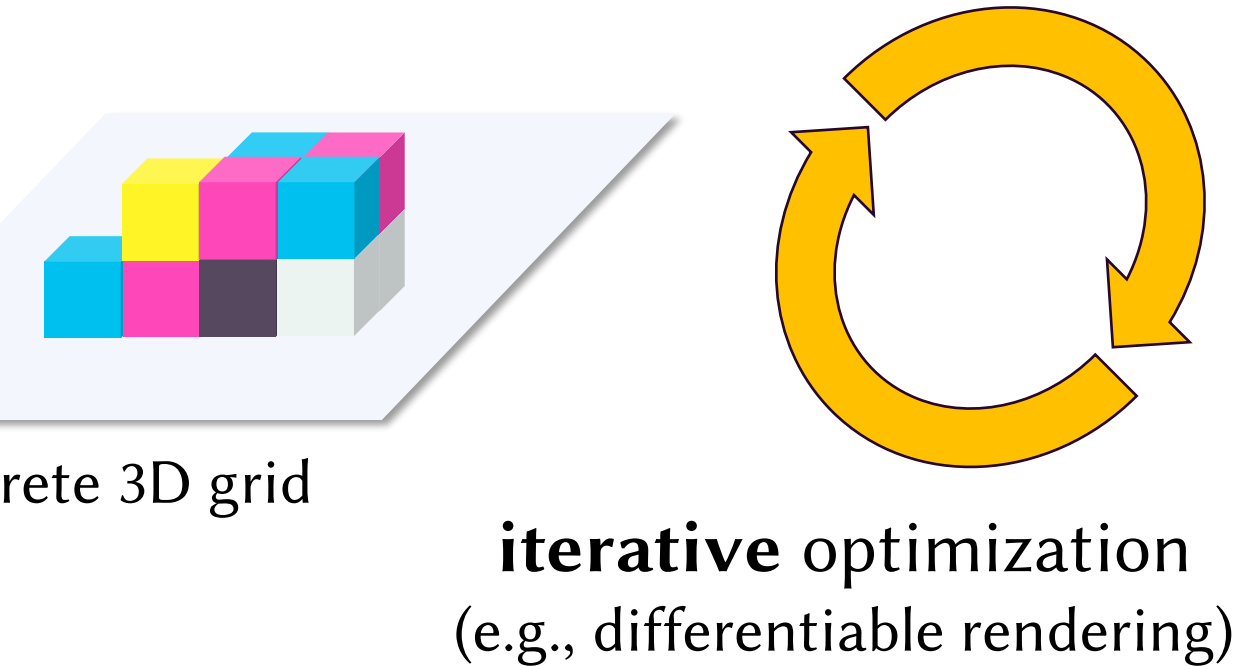 rete 3D grid
iterative optimization
(e.g., differentiable rendering)